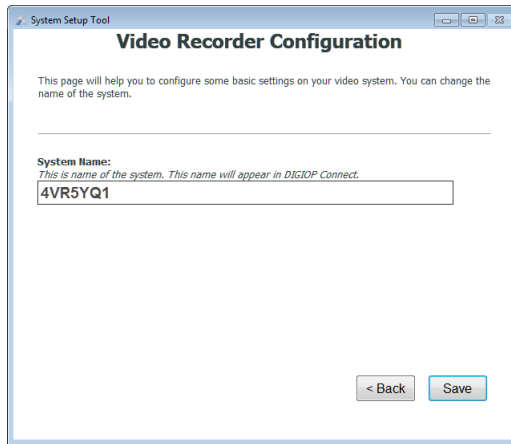 System Setup Tool
Video Recorder Configuration
This page will help you to configure some basic settings on your video system. You can change the
name of the system.
System Name:
This is name of the system. This name will appear in DIGIOP Connect.
4VR5YQ1
< Back
Save